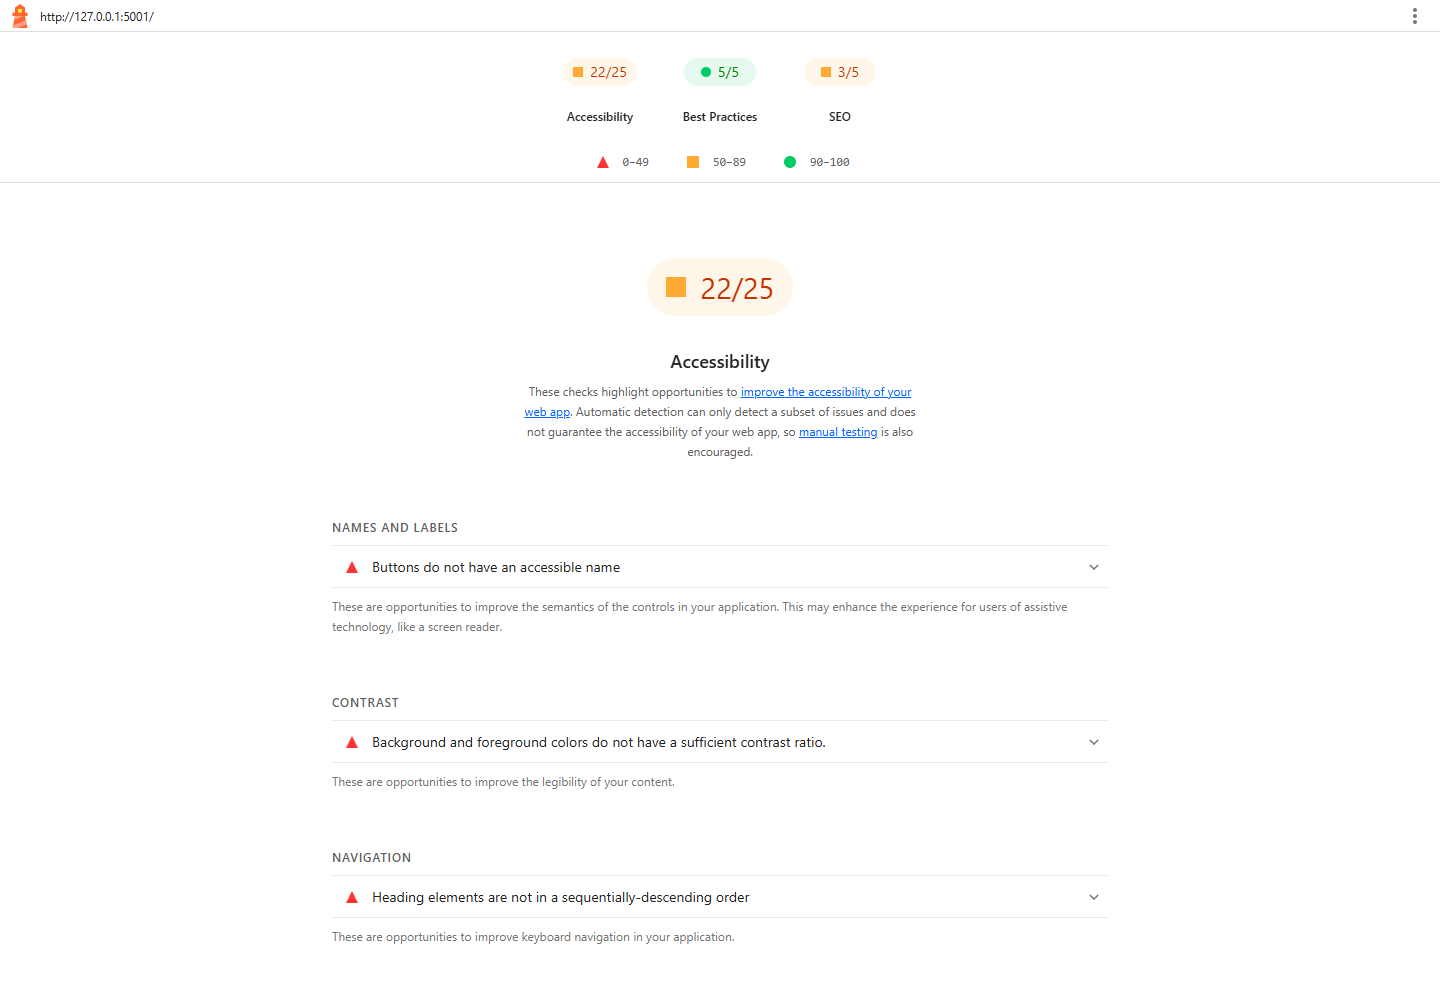 http://127.0.0.1:5001/
22/25
5/5
3/5
Accessibility
Best Practices
SEO
0–49
50–89
90–100
22/25
Accessibility
These checks highlight opportunities to improve the accessibility of your
web app. Automatic detection can only detect a subset of issues and does
not guarantee the accessibility of your web app, so manual testing is also
encouraged.
NAMES AND LABELS
Buttons do not have an accessible name
These are opportunities to improve the semantics of the controls in your application. This may enhance the experience for users of assistive
technology, like a screen reader.
CONTRAST
Background and foreground colors do not have a sufficient contrast ratio.
These are opportunities to improve the legibility of your content.
NAVIGATION
Heading elements are not in a sequentially-descending order
These are opportunities to improve keyboard navigation in your application.